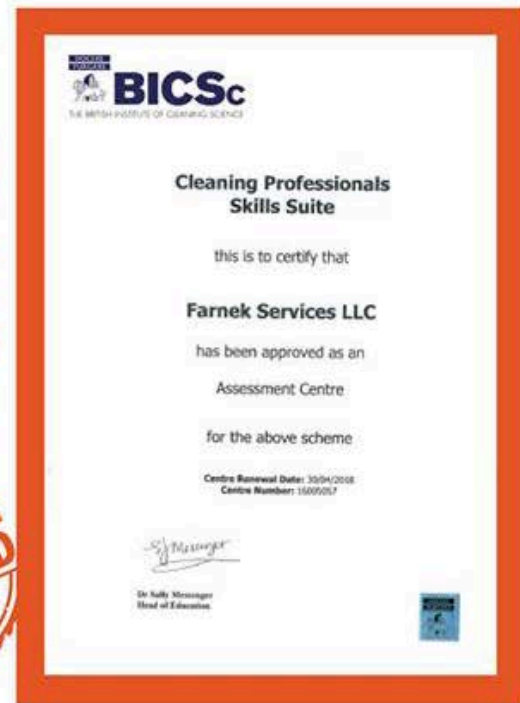 BICSc
THE BRITISH INSTITUTE OF CLEANING SCIENCE
Cleaning Professionals
Skills Suite
this is to certify that
Farnek Services LLC
has been approved as an
Assessment Centre
for the above scheme
Centre Renewal Date: 30/04/2018
Centre Number: 16005057
Dr Sally Messenger
Head of Education